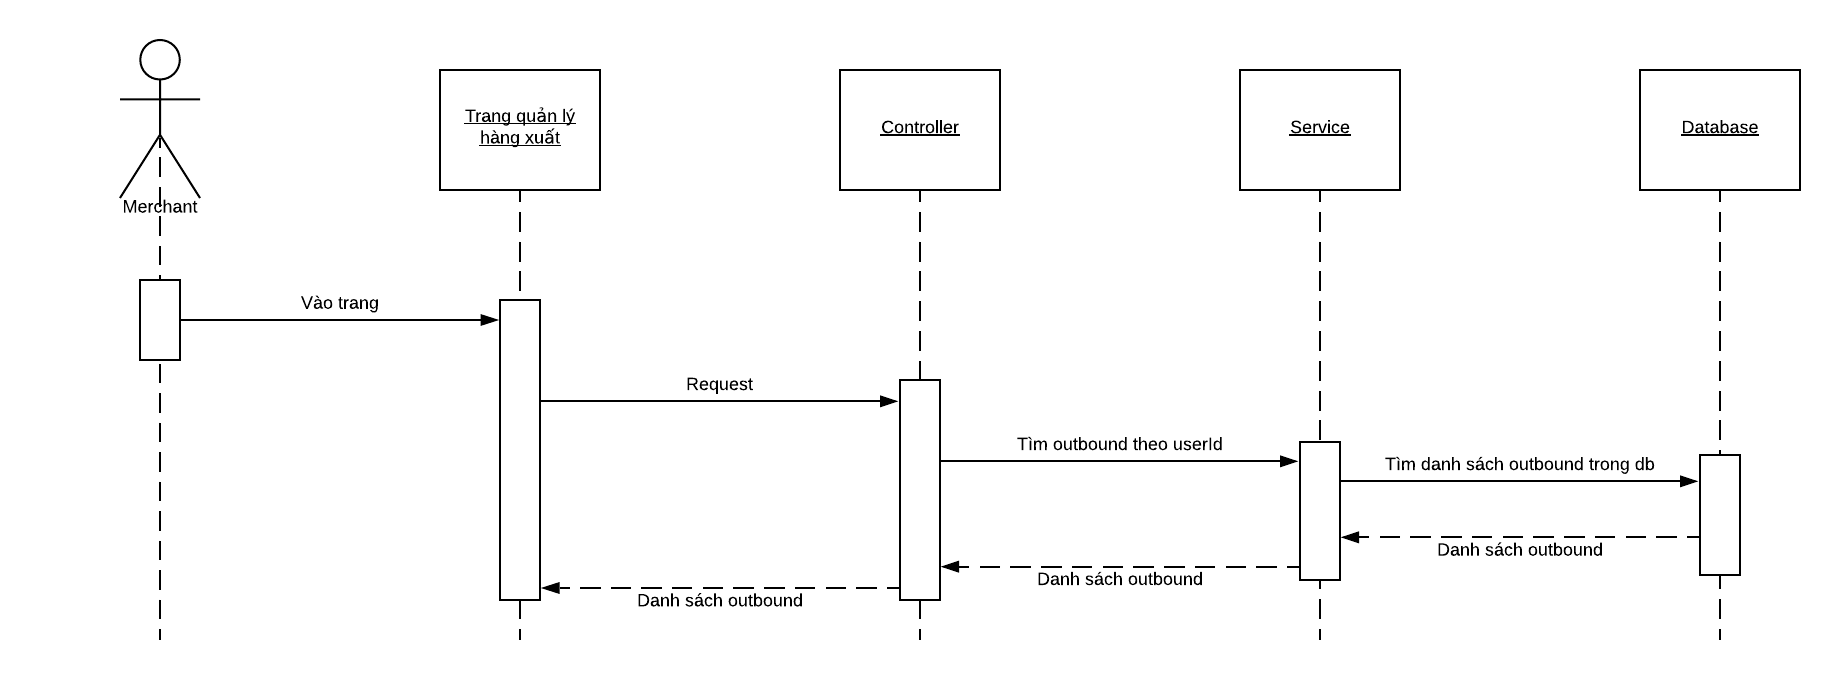 Trang quản lý
hàng xuất
Controller
Service
Database
Merchant
Vào trang
Request
Tìm outbound theo userId
Tìm danh sách outbound trong db
Danh sách outbound
Danh sách outbound
Danh sách outbound